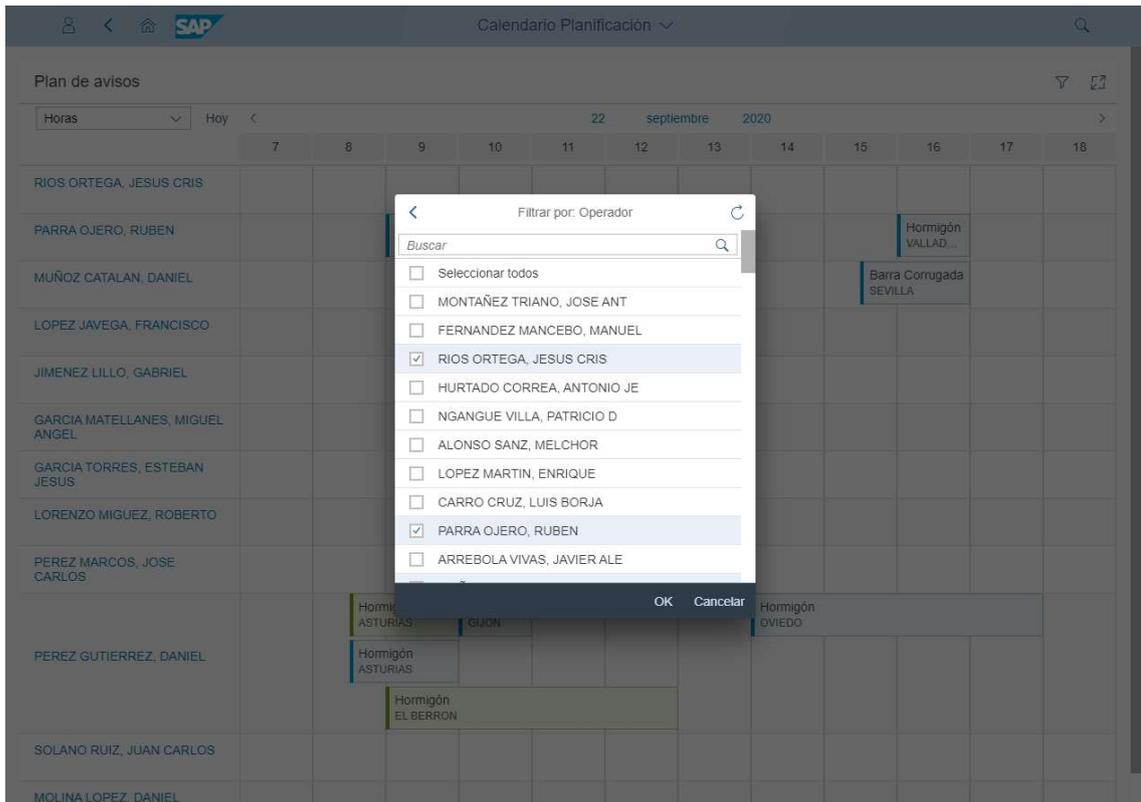 SAP
Calendario Planificación
Plan de avisos
Horas
Hoy
22 septiembre 2020
7 8 9 10 11 12 13 14 15 16 17 18
RIOS ORTEGA, JESUS CRIS
PARRA OJERO, RUBEN
Hormigón
VALLAD...
MUÑOZ CATALAN, DANIEL
Barra Corrugada
SEVILLA
LOPEZ JAVEGA, FRANCISCO
JIMENEZ LILLO, GABRIEL
GARCIA MATELLANES, MIGUEL
ANGEL
GARCIA TORRES, ESTEBAN
JESUS
LORENZO MIGUEZ, ROBERTO
PEREZ MARCOS, JOSE
CARLOS
PEREZ GUTIERREZ, DANIEL
ASTURIAS
GIJON
Hormigón
OVIEDO
Hormigón
ASTURIAS
Hormigón
EL BERRON
SOLANO RUIZ, JUAN CARLOS
MOLINA LOPEZ, DANIEL
Filtrar por: Operador
Buscar
Seleccionar todos
MONTAÑEZ TRIANO, JOSE ANT
FERNANDEZ MANCEBO, MANUEL
RIOS ORTEGA, JESUS CRIS
HURTADO CORREA, ANTONIO JE
NGANGUE VILLA, PATRICIO D
ALONSO SANZ, MELCHOR
LOPEZ MARTIN, ENRIQUE
CARRO CRUZ, LUIS BORJA
PARRA OJERO, RUBEN
ARREBOLA VIVAS, JAVIER ALE
OK Cancelar